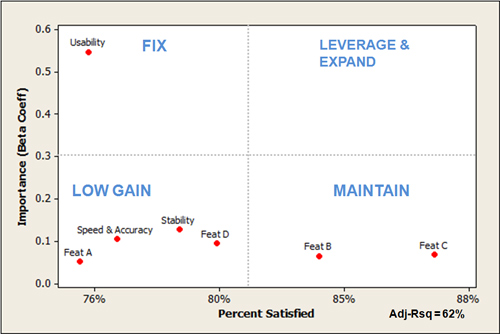 0.6
Usability
FIX
LEVERAGE &
EXPAND
0.5
0.4
Importance (Beta Coeff)
0.3
LOW GAIN
MAINTAIN
0.2
Stability
Speed & Accuracy
Feat D
0.1
Feat A
Feat B
Feat C
0.0
76%
80%
85%
88%
Percent Satisfied
Adj-Rsq = 62%